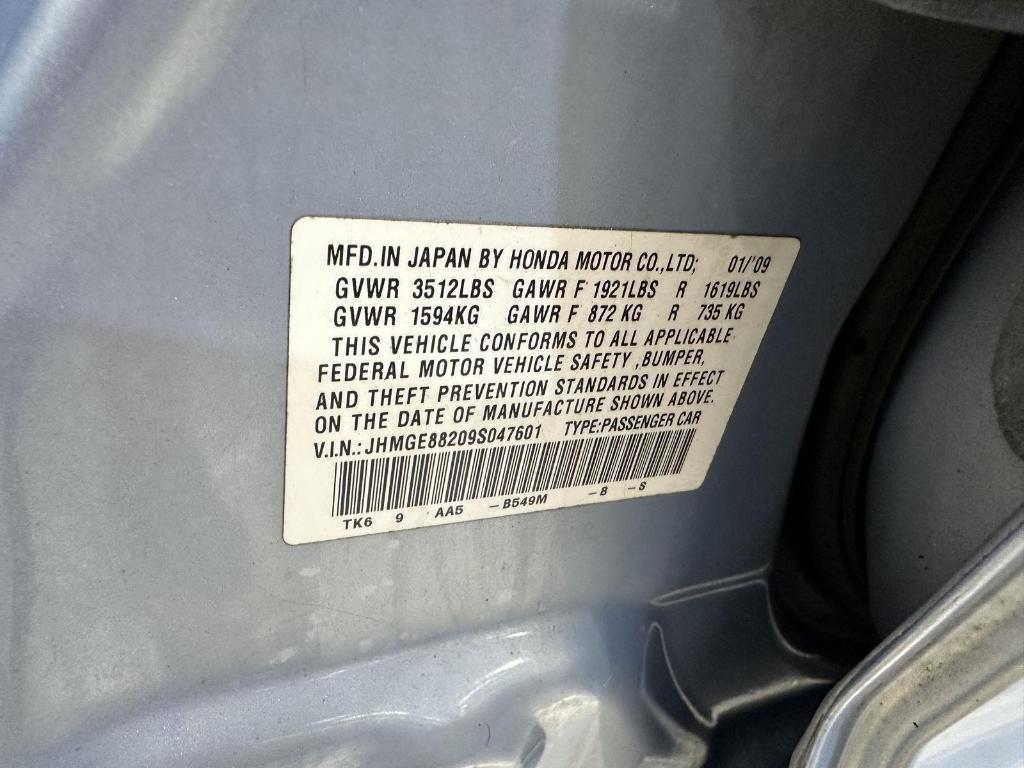 MFD.IN JAPAN BY HONDA MOTOR CO.,LTD; 01/'09
GVWR 3512LBS GAWR F 1921LBS R 1619LBS
GVWR 1594KG GAWR F 872 KG R 735 KG
THIS VEHICLE CONFORMS TO ALL APPLICABLE
FEDERAL MOTOR VEHICLE SAFETY ,BUMPER,
AND THEFT PREVENTION STANDARDS IN EFFECT
ON THE DATE OF MANUFACTURE SHOWN ABOVE.
V.I.N.: JHMGE88209S047601 TYPE:PASSENGER CAR
TK6 9 AA5 -B549M -B -S